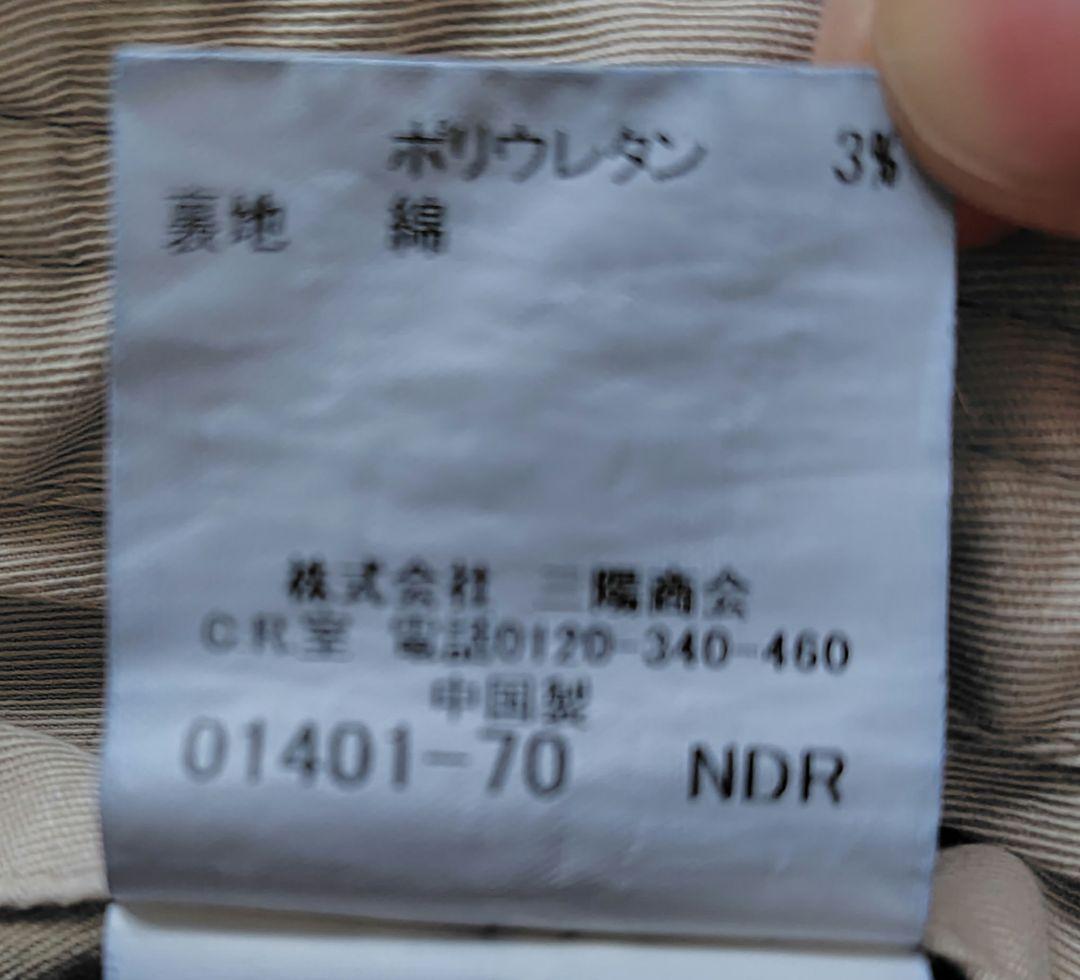 ポリウレタン 3%
裏地 綿
株式会社 三陽商会
CR室 電話0120-340-460
中国製
01401-70 NDR